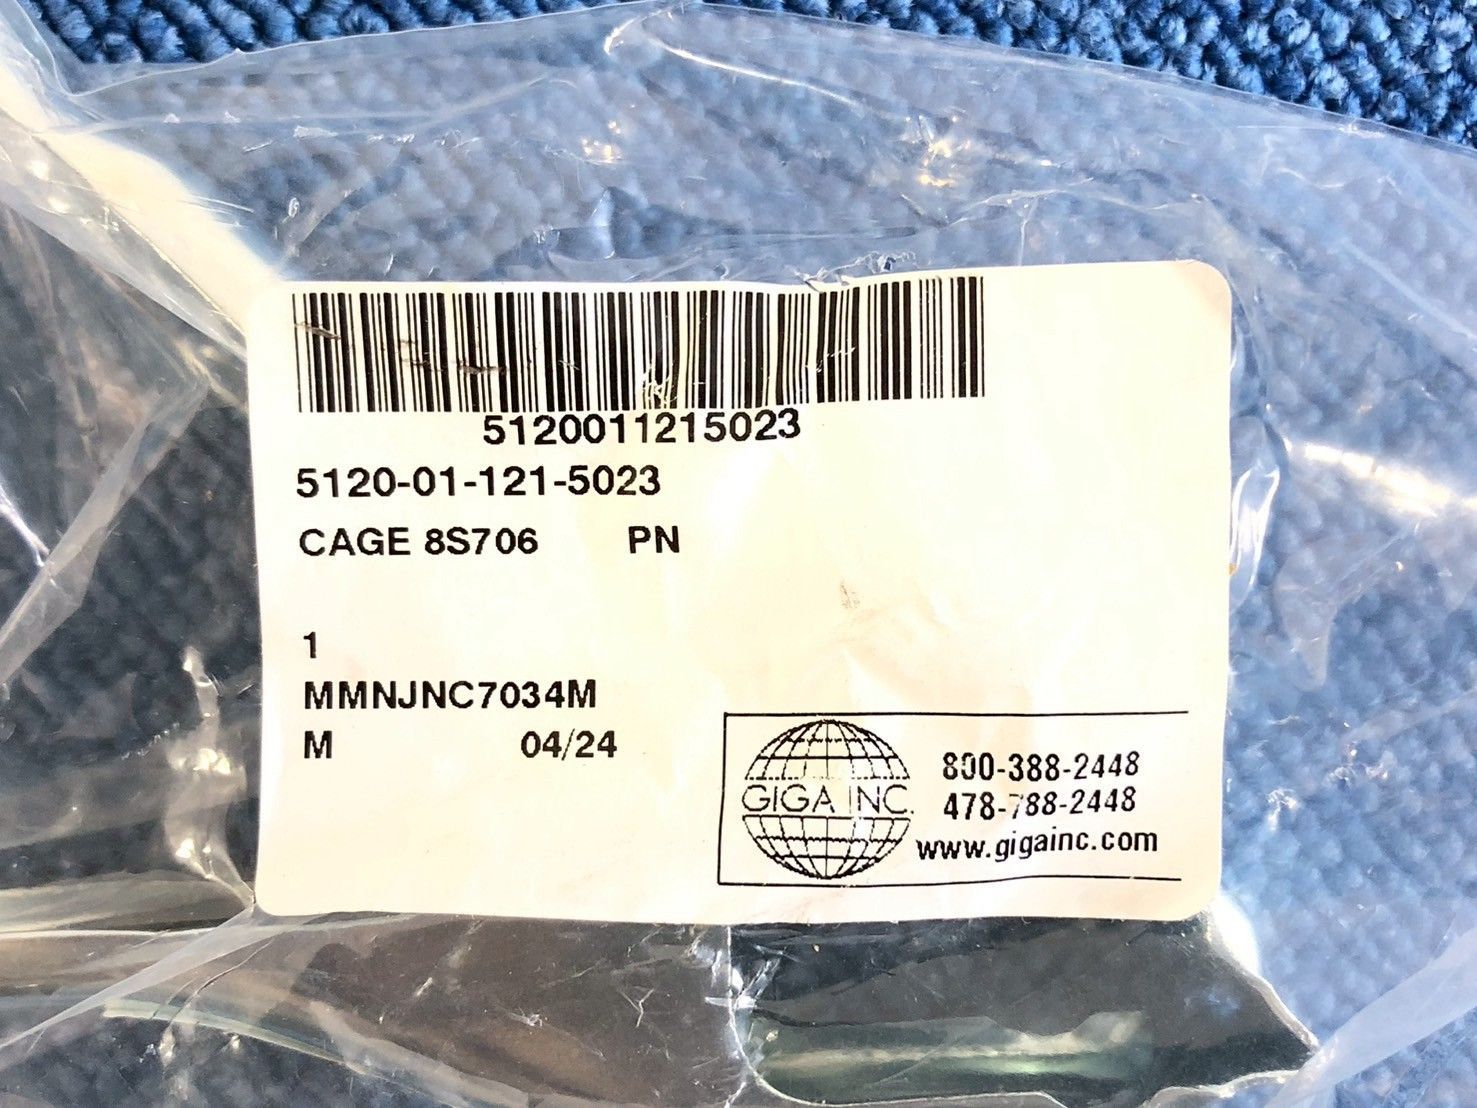 5120011215023
5120-01-121-5023
CAGE 8S706 PN
1
MMNJNC7034M
M 04/24
GIGA INC.
800-388-2448
478-788-2448
www.gigainc.com